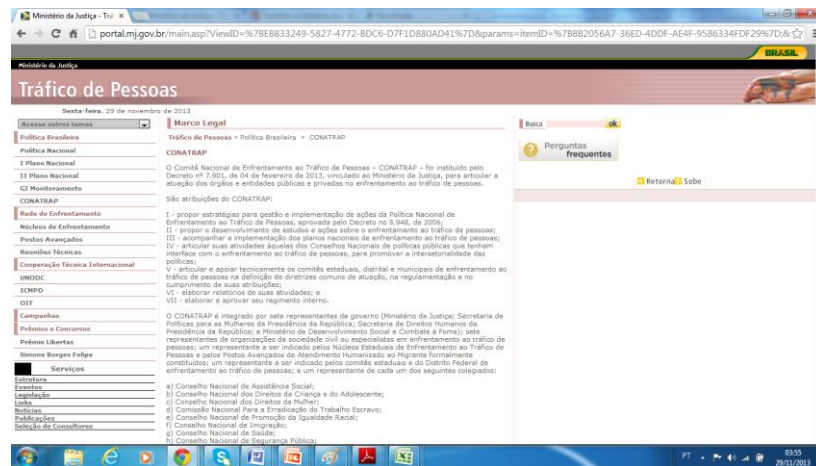 Ministério da Justiça - Trá
portal.mj.gov.br/main.asp?ViewID=%7BE8833249-5827-4772-8DC6-D7F1D880AD41%7D&params=itemID=%7BBB2056A7-36ED-4DDF-AE4F-9586334FDF29%7D;&
BRASIL
Ministério da Justiça
Tráfico de Pessoas
Sexta-feira, 29 de novembro de 2013
Acesse outros temas
Política Brasileira
Política Nacional
I Plano Nacional
II Plano Nacional
GI Monitoramento
CONATRAP
Rede de Enfrentamento
Núcleos de Enfrentamento
Postos Avançados
Reuniões Técnicas
Cooperação Técnica Internacional
UNODC
ICMPD
OIT
Campanhas
Prêmios e Concursos
Prêmio Libertas
Simone Borges Felipe
Serviços
Estrutura
Eventos
Legislação
Links
Notícias
Publicações
Seleção de Consultores
Marco Legal
Tráfico de Pessoas » Política Brasileira » CONATRAP
CONATRAP
O Comitê Nacional de Enfrentamento ao Tráfico de Pessoas – CONATRAP – foi instituído pelo
Decreto nº 7.901, de 04 de fevereiro de 2013, vinculado ao Ministério da Justiça, para articular a
atuação dos órgãos e entidades públicas e privadas no enfrentamento ao tráfico de pessoas.
São atribuições do CONATRAP:
I - propor estratégias para gestão e implementação de ações da Política Nacional de
Enfrentamento ao Tráfico de Pessoas, aprovada pelo Decreto no 5.948, de 2006;
II - propor o desenvolvimento de estudos e ações sobre o enfrentamento ao tráfico de pessoas;
III - acompanhar a implementação dos planos nacionais de enfrentamento ao tráfico de pessoas;
IV - articular suas atividades àquelas dos Conselhos Nacionais de políticas públicas que tenham
interface com o enfrentamento ao tráfico de pessoas, para promover a intersetorialidade das
políticas;
V - articular e apoiar tecnicamente os comitês estaduais, distrital e municipais de enfrentamento ao
tráfico de pessoas na definição de diretrizes comuns de atuação, na regulamentação e no
cumprimento de suas atribuições;
VI - elaborar relatórios de suas atividades; e
VII - elaborar e aprovar seu regimento interno.
O CONATRAP é integrado por sete representantes de governo (Ministério da Justiça; Secretaria de
Políticas para as Mulheres da Presidência da República; Secretaria de Direitos Humanos da
Presidência da República; e Ministério de Desenvolvimento Social e Combate à Fome); sete
representantes de organizações da sociedade civil ou especialistas em enfrentamento ao tráfico de
pessoas; um representante a ser indicado pelos Núcleos Estaduais de Enfrentamento ao Tráfico de
Pessoas e pelos Postos Avançados de Atendimento Humanizado ao Migrante formalmente
constituídos; um representante a ser indicado pelos comitês estaduais e do Distrito Federal de
enfrentamento ao tráfico de pessoas; e um representante de cada um dos seguintes colegiados:
a) Conselho Nacional de Assistência Social;
b) Conselho Nacional dos Direitos da Criança e do Adolescente;
c) Conselho Nacional dos Direitos da Mulher;
d) Comissão Nacional Para a Erradicação do Trabalho Escravo;
e) Conselho Nacional de Promoção da Igualdade Racial;
f) Conselho Nacional de Imigração;
g) Conselho Nacional de Saúde;
h) Conselho Nacional de Segurança Pública;
Busca ok
Perguntas
frequentes
Retorna Sobe
PT
03:55
29/11/2013